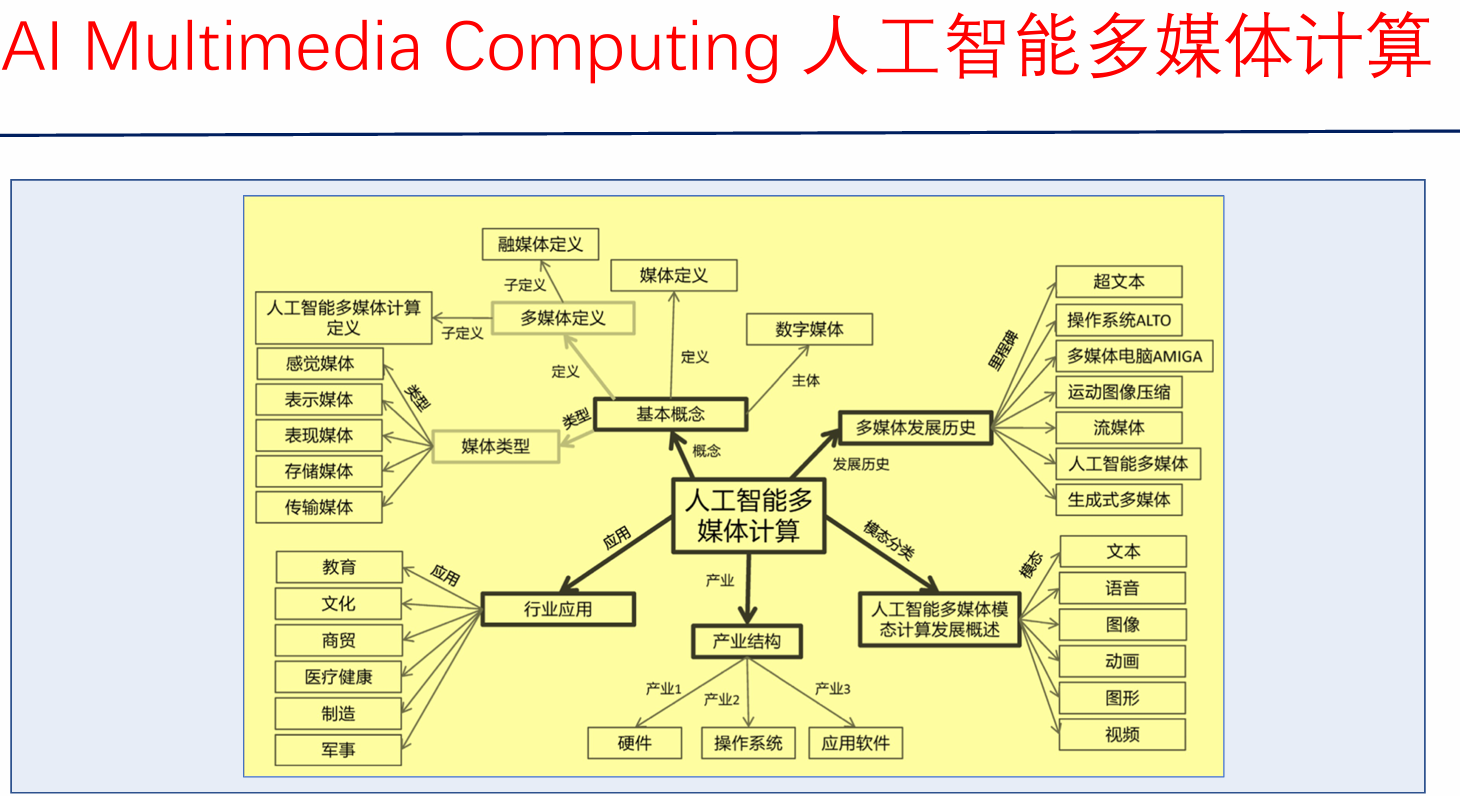 AI Multimedia Computing 人工智能多媒体计算
融媒体定义
媒体定义
子定义
人工智能多媒体计算
定义
子定义
多媒体定义
数字媒体
定义
定义
主体
感觉媒体
表示媒体
表现媒体
存储媒体
传输媒体
类型
媒体类型
类型
基本概念
概念
多媒体发展历史
发展历史
里程碑
超文本
操作系统ALTO
多媒体电脑AMIGA
运动图像压缩
流媒体
人工智能多媒体
生成式多媒体
人工智能多
媒体计算
应用
模态分类
产业
教育
文化
商贸
医疗健康
制造
军事
应用
行业应用
产业结构
产业1
产业2
产业3
硬件
操作系统
应用软件
人工智能多媒体模
态计算发展概述
模态
文本
语音
图像
动画
图形
视频